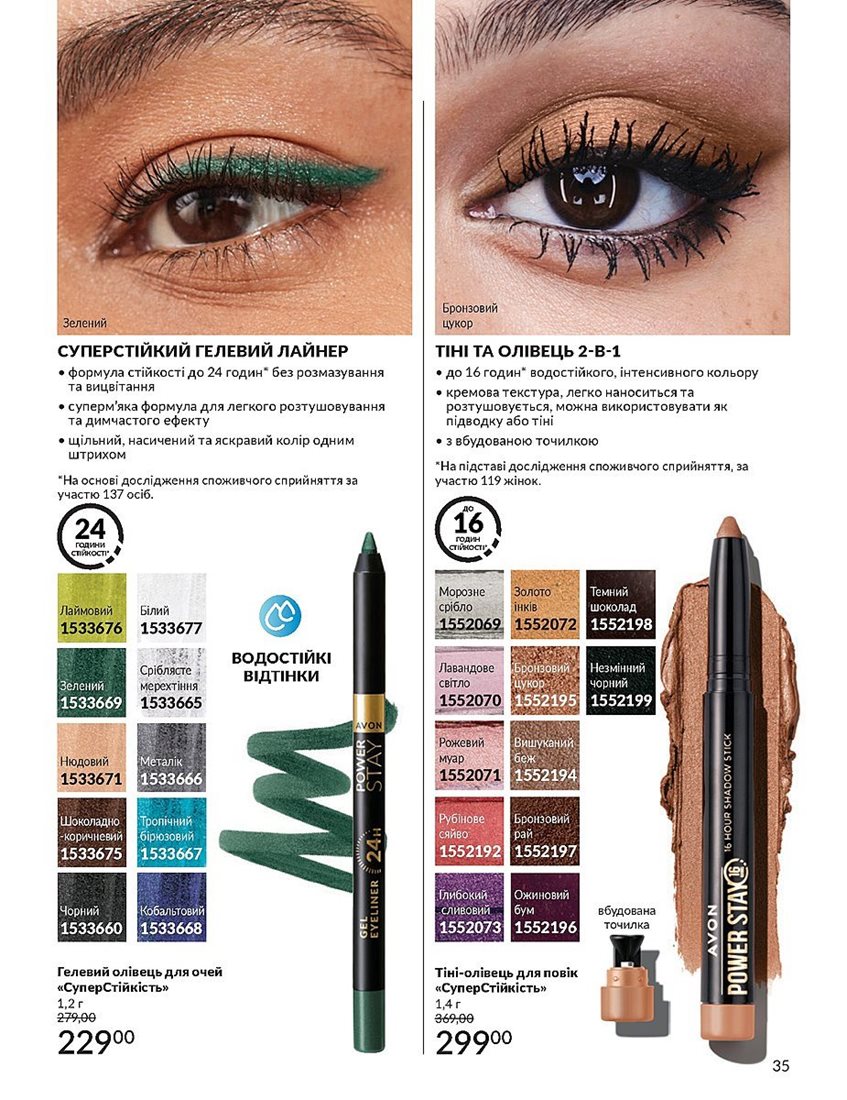 Зелений
СУПЕРСТІЙКИЙ ГЕЛЕВИЙ ЛАЙНЕР
• формула стійкості до 24 годин* без розмазування
та вицвітання
• суперм'яка формула для легкого розтушовування
та димчастого ефекту
• щільний, насичений та яскравий колір одним
штрихом
*На основі дослідження споживчого сприйняття за
участю 137 осіб.
24
ГОДИНИ
СТІЙКОСТІ*
Лаймовий
1533676
Білий
1533677
Зелений
1533669
Сріблясте
мерехтіння
1533665
Нюдовий
1533671
Металік
1533666
Шоколадно
-коричневий
1533675
Тропічний
бірюзовий
1533667
Чорний
1533660
Кобальтовий
1533668
ВОДОСТІЙКІ
ВІДТІНКИ
AVON
POWER
STAY
24H
GEL
EYELINER
Гелевий олівець для очей
«СуперСтійкість»
1,2 г
279,00
22900
Бронзовий
цукор
ТІНІ ТА ОЛІВЕЦЬ 2-В-1
• до 16 годин* водостійкого, інтенсивного кольору
• кремова текстура, легко наноситься та
розтушовується, можна використовувати як
підводку або тіні
• з вбудованою точилкою
*На підставі дослідження споживчого сприйняття, за
участю 119 жінок.
ДО
16
ГОДИН
СТІЙКОСТІ*
Морозне
срібло
1552069
Золото
інків
1552072
Темний
шоколад
1552198
Лавандове
світло
1552070
Бронзовий
цукор
1552195
Незмінний
чорний
1552199
Рожевий
муар
1552071
Вишуканий
беж
1552194
Рубінове
сяйво
1552192
Бронзовий
рай
1552197
Глибокий
сливовий
1552073
Ожиновий
бум
1552196
вбудована
точилка
AVON
POWER STAY 16
16 HOUR SHADOW STICK
Тіні-олівець для повік
«СуперСтійкість»
1,4 г
369,00
29900
35